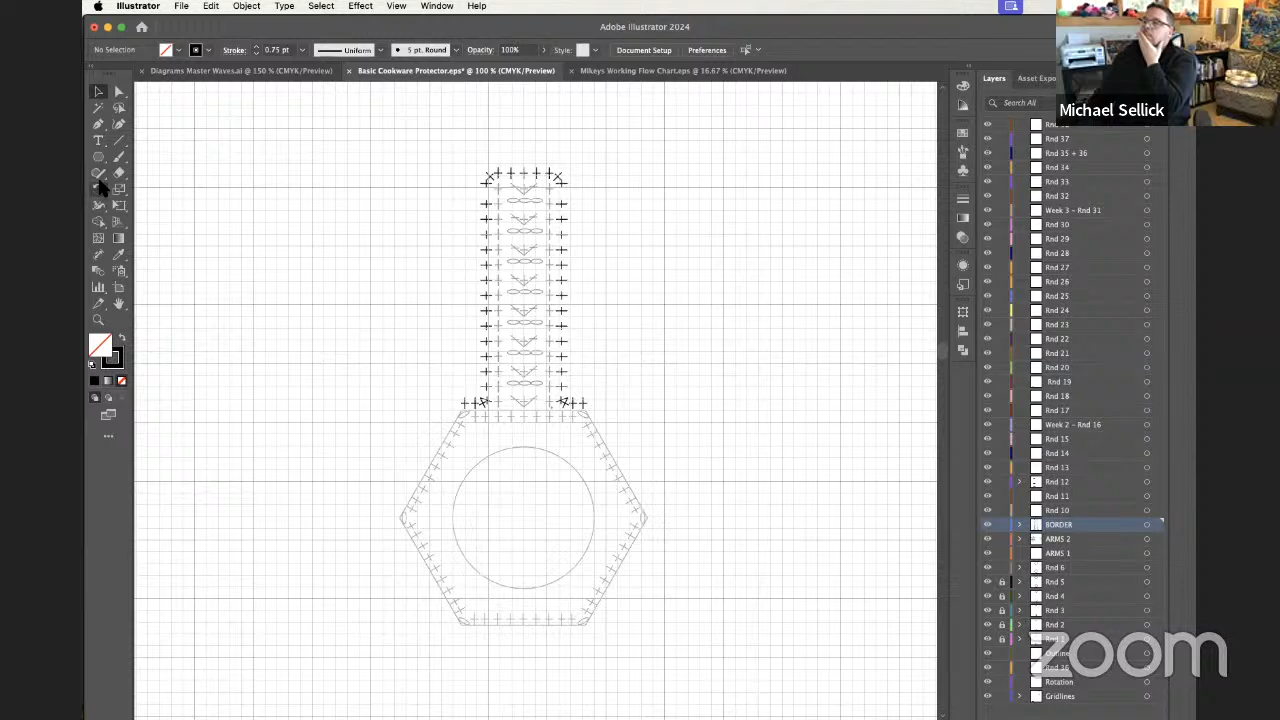 Illustrator File Edit Object Type Select Effect View Window Help
Adobe Illustrator 2024
No Selection Stroke: 0.75 pt Uniform 5 pt. Round Opacity: 100% Style: Document Setup Preferences
× Diagrams Master Waves.ai @ 150 % (CMYK/Preview) × Basic Cookware Protector.eps* @ 100 % (CMYK/Preview) × Mikeys Working Flow Chart.eps @ 16.67 % (CMYK/Preview)
Layers Asset Expo
Search All
Michael Sellick
Rnd 37
Rnd 35 + 36
Rnd 34
Rnd 33
Rnd 32
Week 3 - Rnd 31
Rnd 30
Rnd 29
Rnd 28
Rnd 27
Rnd 26
Rnd 25
Rnd 24
Rnd 23
Rnd 22
Rnd 21
Rnd 20
Rnd 19
Rnd 18
Rnd 17
Week 2 - Rnd 16
Rnd 15
Rnd 14
Rnd 13
Rnd 12
Rnd 11
Rnd 10
BORDER
ARMS 2
ARMS 1
Rnd 6
Rnd 5
Rnd 4
Rnd 3
Rnd 2
Rnd 1
Outline
Rnd 36
Rotation
Gridlines
zoom